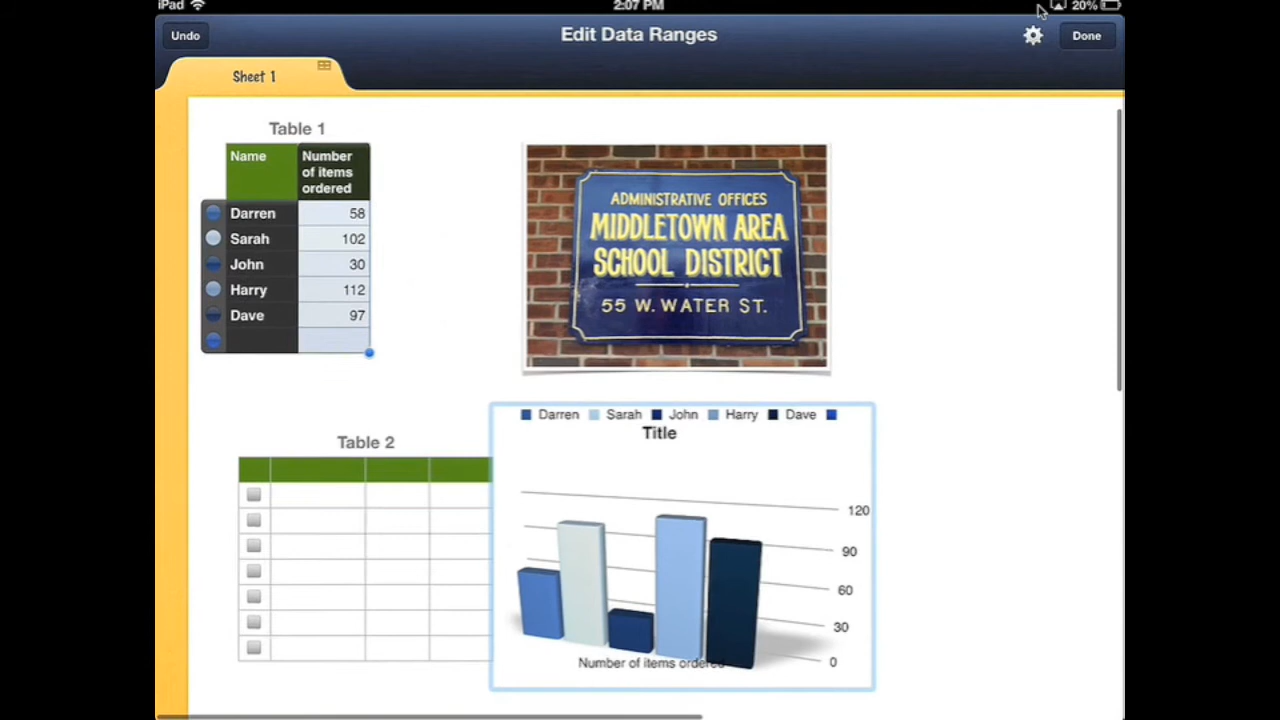 iPad
2:07 PM
20%
Undo
Edit Data Ranges
Done
Sheet 1
Table 1
Name
Number
of items
ordered
Darren 58
Sarah 102
John 30
Harry 112
Dave 97
ADMINISTRATIVE OFFICES
MIDDLETOWN AREA
SCHOOL DISTRICT
55 W. WATER ST.
Table 2
Darren Sarah John Harry Dave
Title
120
90
60
30
0
Number of items ordered